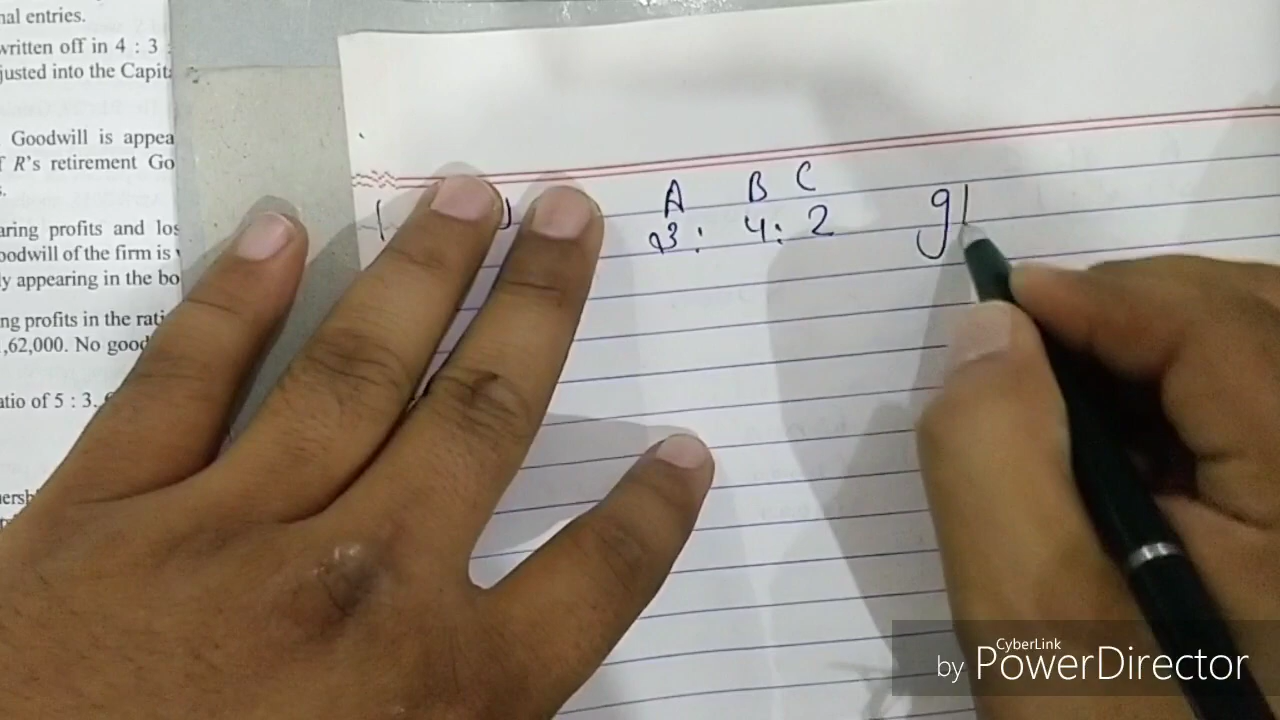 nal entries.
written off in 4 : 3 :
justed into the Capit
Goodwill is appea
R's retirement Go
s.
aring profits and los
oodwill of the firm is
ly appearing in the bo
ng profits in the rati
,62,000. No good
atio of 5 : 3.
A B C
3 : 4 : 2 gl
CyberLink
by PowerDirector